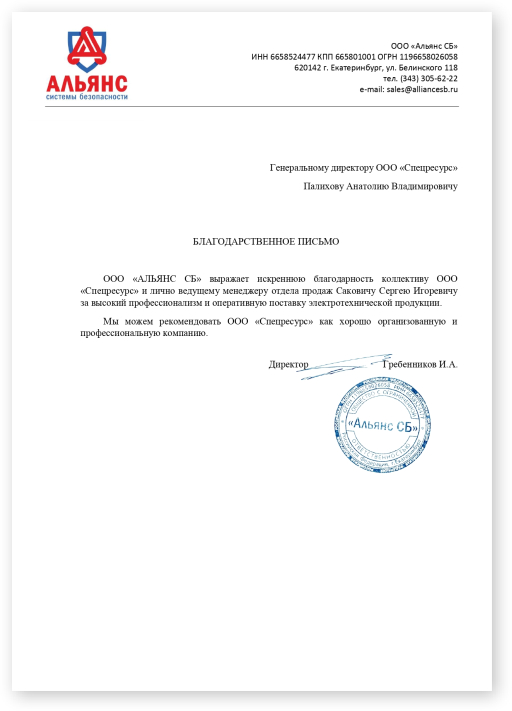 АЛЬЯНС
системы безопасности
ООО «Альянс СБ»
ИНН 6658524477 КПП 665801001 ОГРН 1196658026058
620142 г. Екатеринбург, ул. Белинского 118
тел. (343) 305-62-22
e-mail: sales@alliancesb.ru
Генеральному директору ООО «Спецресурс»
Палихову Анатолию Владимировичу
БЛАГОДАРСТВЕННОЕ ПИСЬМО
ООО «АЛЬЯНС СБ» выражает искреннюю благодарность коллективу ООО
«Спецресурс» и лично ведущему менеджеру отдела продаж Саковичу Сергею Игоревичу
за высокий профессионализм и оперативную поставку электротехнической продукции.
Мы можем рекомендовать ООО «Спецресурс» как хорошо организованную и
профессиональную компанию.
Директор Гребенников И.А.
ОБЩЕСТВО С ОГРАНИЧЕННОЙ
«Альянс СБ»
ОТВЕТСТВЕННОСТЬЮ